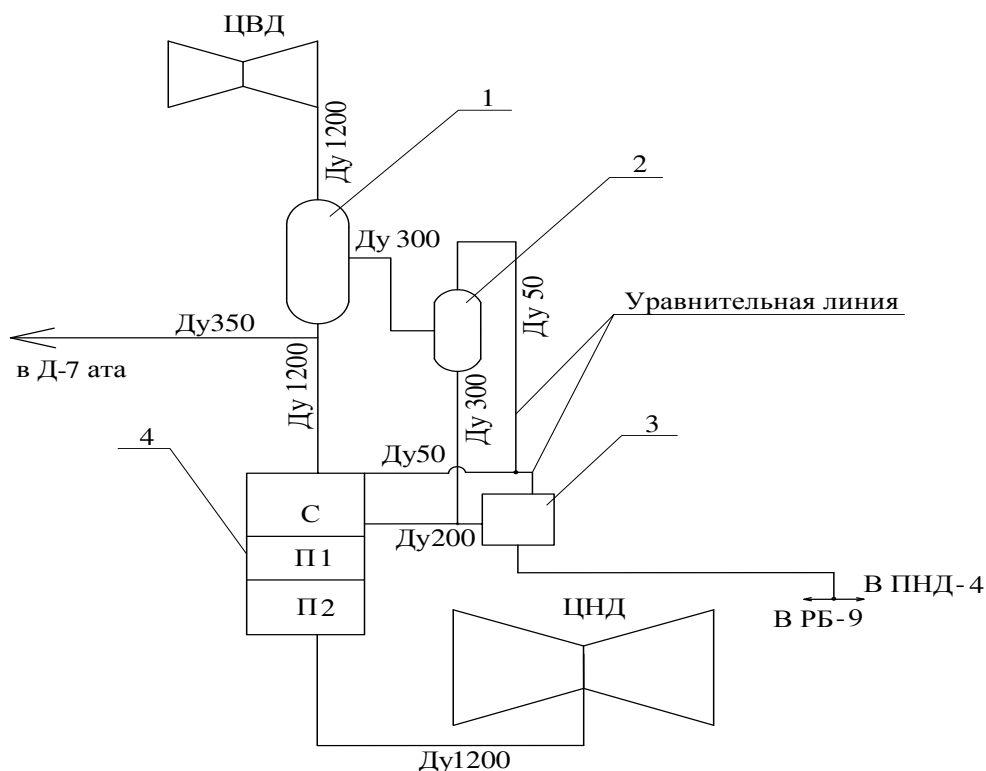 ЦВД
1
Ду 1200
2
Ду 300
Ду 50
Уравнительная линия
Ду350
в Д-7 ата
Ду 1200
Ду 300
3
4
Ду50
С
Ду200
П1
П2
В ПНД-4
В РБ-9
ЦНД
Ду1200